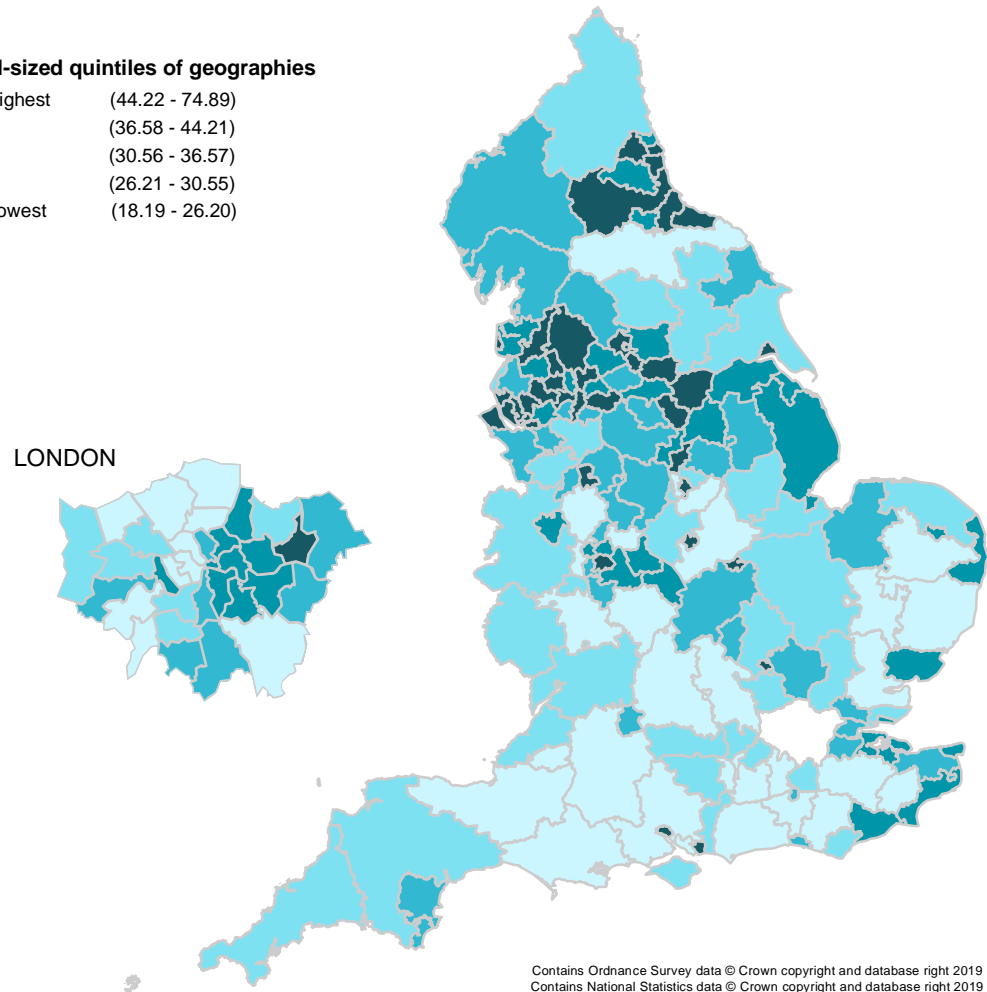 l-sized quintiles of geographies
ighest (44.22 - 74.89)
(36.58 - 44.21)
(30.56 - 36.57)
(26.21 - 30.55)
owest (18.19 - 26.20)
LONDON
Contains Ordnance Survey data © Crown copyright and database right 2019
Contains National Statistics data © Crown copyright and database right 2019